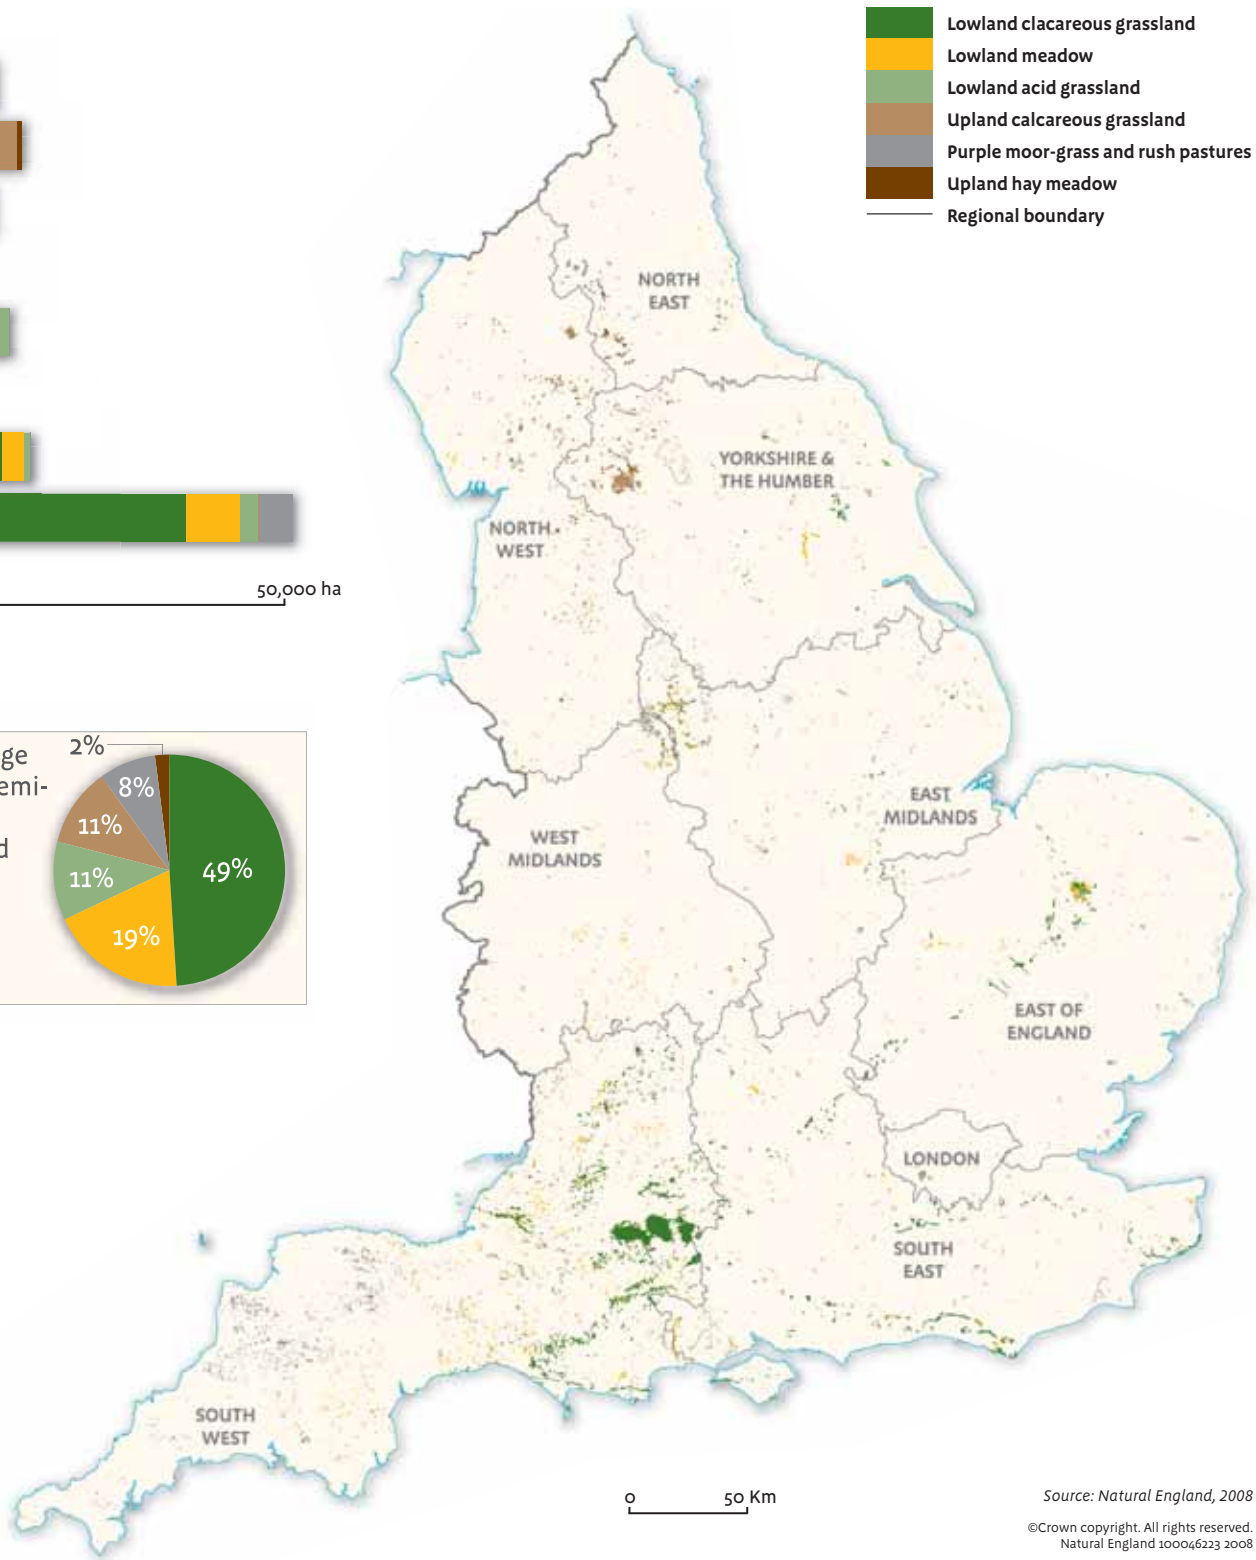 Lowland clacareous grassland
Lowland meadow
Lowland acid grassland
Upland calcareous grassland
Purple moor-grass and rush pastures
Upland hay meadow
Regional boundary
NORTH
EAST
YORKSHIRE &
THE HUMBER
NORTH
WEST
50,000 ha
ge
emi-
d
2%
8%
11%
11%
19%
49%
EAST
MIDLANDS
WEST
MIDLANDS
EAST OF
ENGLAND
LONDON
SOUTH
EAST
SOUTH
WEST
0 50 Km
Source: Natural England, 2008
©Crown copyright. All rights reserved.
Natural England 100046223 2008